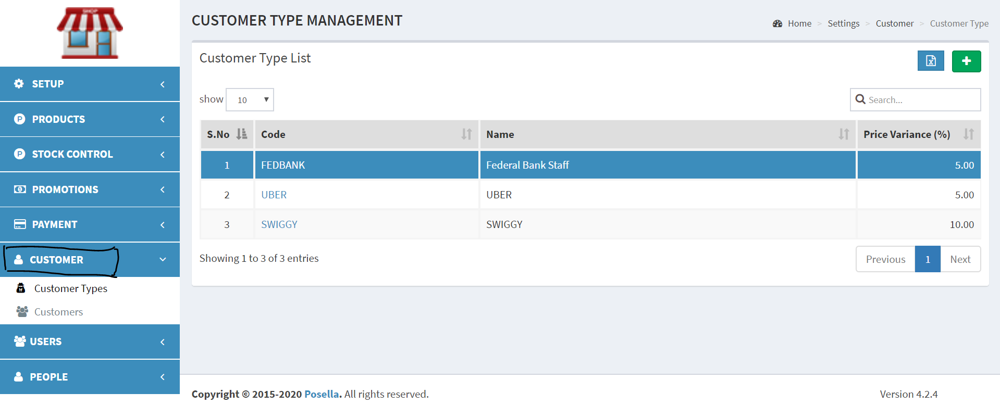 SHOP
SETUP
PRODUCTS
STOCK CONTROL
PROMOTIONS
PAYMENT
CUSTOMER
Customer Types
Customers
USERS
PEOPLE
CUSTOMER TYPE MANAGEMENT
Home > Settings > Customer > Customer Type
Customer Type List
show 10
Search...
S.No Code Name Price Variance (%)
1 FEDBANK Federal Bank Staff 5.00
2 UBER UBER 5.00
3 SWIGGY SWIGGY 10.00
Showing 1 to 3 of 3 entries
Previous 1 Next
Copyright © 2015-2020 Posella. All rights reserved.
Version 4.2.4